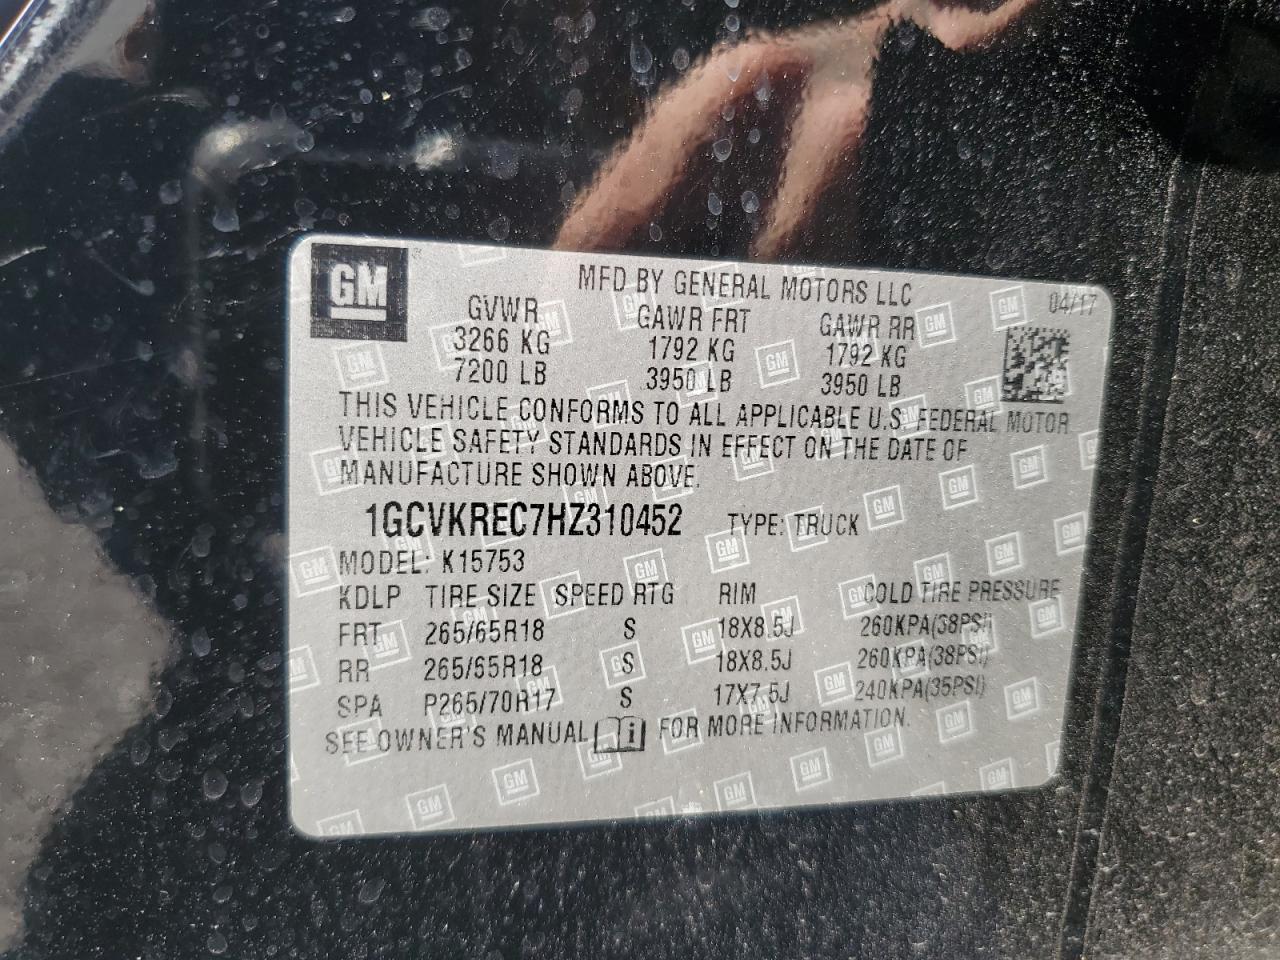 GM
MFD BY GENERAL MOTORS LLC
04/17
GVWR GAWR FRT GAWR RR
3266 KG 1792 KG 1792 KG
7200 LB 3950 LB 3950 LB
THIS VEHICLE CONFORMS TO ALL APPLICABLE U.S. FEDERAL MOTOR
VEHICLE SAFETY STANDARDS IN EFFECT ON THE DATE OF
MANUFACTURE SHOWN ABOVE.
1GCVKREC7HZ310452 TYPE: TRUCK
MODEL: K15753
KDLP TIRE SIZE SPEED RTG RIM COLD TIRE PRESSURE
FRT 265/65R18 S 18X8.5J 260KPA(38PSI)
RR 265/65R18 S 18X8.5J 260KPA(38PSI)
SPA P265/70R17 S 17X7.5J 240KPA(35PSI)
SEE OWNER'S MANUAL i FOR MORE INFORMATION.